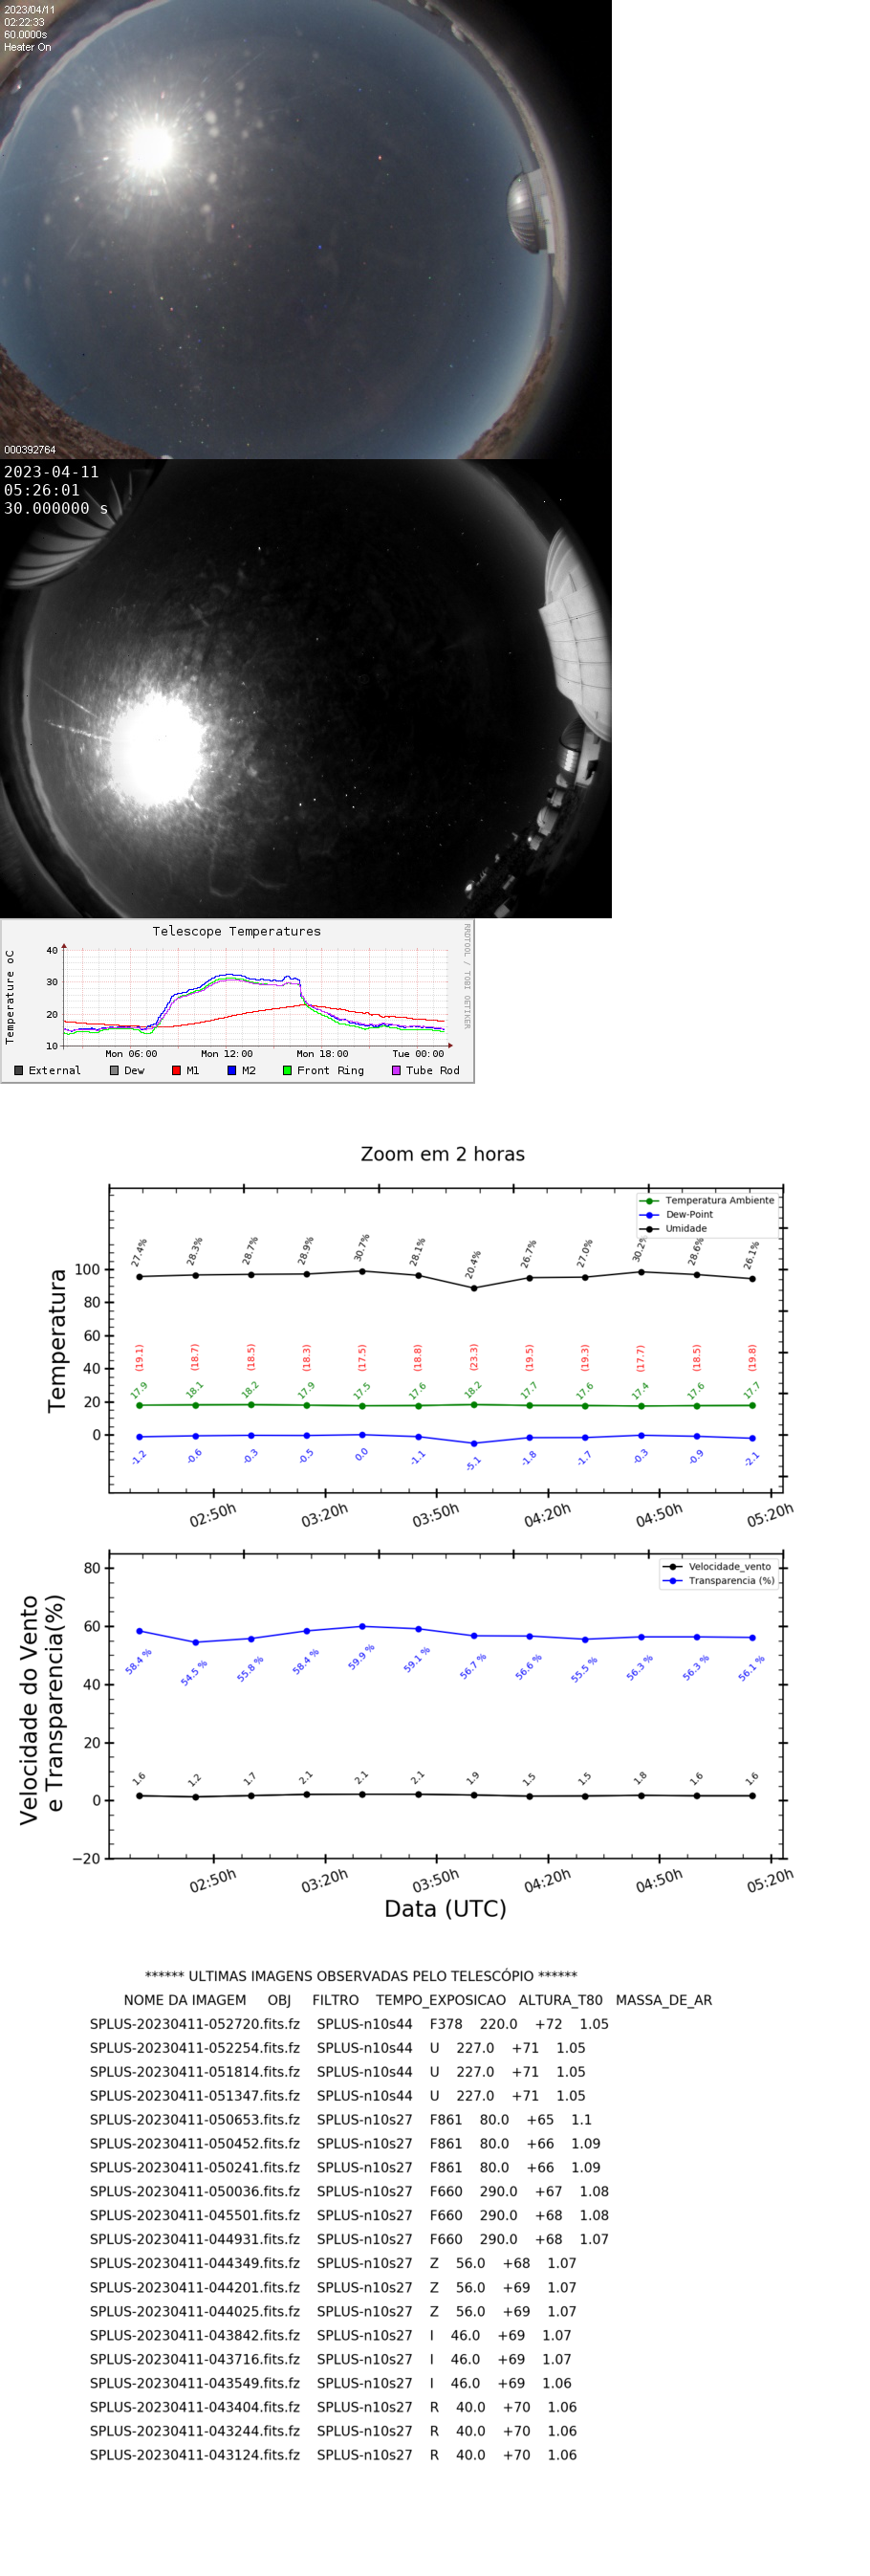 2023/04/11
02:22:33
60.0000s
Heater On
000392764
2023-04-11
05:26:01
30.000000 s
Telescope Temperatures
RRDTOOL / TOBI OETIKER
Temperature oC
40
30
20
10
Mon 06:00 Mon 12:00 Mon 18:00 Tue 00:00
External Dew M1 M2 Front Ring Tube Rod
Zoom em 2 horas
Temperatura Ambiente
Dew-Point
Umidade
27.4% 28.3% 28.7% 28.9% 30.7% 28.1% 20.4% 26.7% 27.0% 30.2% 28.6% 26.1%
Temperatura
100
80
60
40
20
0
(19.1) (18.7) (18.5) (18.3) (17.5) (18.8) (23.3) (19.5) (19.3) (17.7) (18.5) (19.8)
17.9 18.1 18.2 17.9 17.5 17.6 18.2 17.7 17.6 17.4 17.6 17.7
-1.2 -0.6 -0.3 -0.5 0.0 -1.1 -5.1 -1.8 -1.7 -0.3 -0.9 -2.1
02:50h 03:20h 03:50h 04:20h 04:50h 05:20h
Velocidade_vento
Transparencia (%)
Velocidade do Vento
e Transparencia(%)
80
60
40
20
0
−20
58.4 % 54.5 % 55.8 % 58.4 % 59.9 % 59.1 % 56.7 % 56.6 % 55.5 % 56.3 % 56.3 % 56.1 %
1.6 1.2 1.7 2.1 2.1 2.1 1.9 1.5 1.5 1.8 1.6 1.6
02:50h 03:20h 03:50h 04:20h 04:50h 05:20h
Data (UTC)
****** ULTIMAS IMAGENS OBSERVADAS PELO TELESCÓPIO ******
NOME DA IMAGEM OBJ FILTRO TEMPO_EXPOSICAO ALTURA_T80 MASSA_DE_AR
SPLUS-20230411-052720.fits.fz SPLUS-n10s44 F378 220.0 +72 1.05
SPLUS-20230411-052254.fits.fz SPLUS-n10s44 U 227.0 +71 1.05
SPLUS-20230411-051814.fits.fz SPLUS-n10s44 U 227.0 +71 1.05
SPLUS-20230411-051347.fits.fz SPLUS-n10s44 U 227.0 +71 1.05
SPLUS-20230411-050653.fits.fz SPLUS-n10s27 F861 80.0 +65 1.1
SPLUS-20230411-050452.fits.fz SPLUS-n10s27 F861 80.0 +66 1.09
SPLUS-20230411-050241.fits.fz SPLUS-n10s27 F861 80.0 +66 1.09
SPLUS-20230411-050036.fits.fz SPLUS-n10s27 F660 290.0 +67 1.08
SPLUS-20230411-045501.fits.fz SPLUS-n10s27 F660 290.0 +68 1.08
SPLUS-20230411-044931.fits.fz SPLUS-n10s27 F660 290.0 +68 1.07
SPLUS-20230411-044349.fits.fz SPLUS-n10s27 Z 56.0 +68 1.07
SPLUS-20230411-044201.fits.fz SPLUS-n10s27 Z 56.0 +69 1.07
SPLUS-20230411-044025.fits.fz SPLUS-n10s27 Z 56.0 +69 1.07
SPLUS-20230411-043842.fits.fz SPLUS-n10s27 I 46.0 +69 1.07
SPLUS-20230411-043716.fits.fz SPLUS-n10s27 I 46.0 +69 1.07
SPLUS-20230411-043549.fits.fz SPLUS-n10s27 I 46.0 +69 1.06
SPLUS-20230411-043404.fits.fz SPLUS-n10s27 R 40.0 +70 1.06
SPLUS-20230411-043244.fits.fz SPLUS-n10s27 R 40.0 +70 1.06
SPLUS-20230411-043124.fits.fz SPLUS-n10s27 R 40.0 +70 1.06